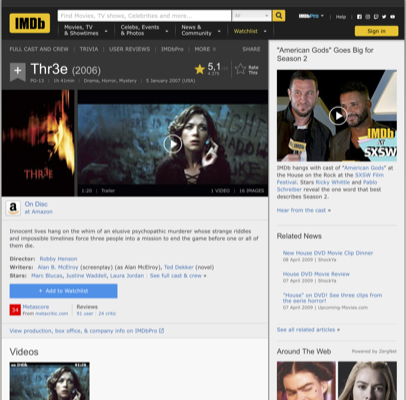 IMDb
Find Movies, TV shows, Celebrities and more...
All
IMDbPro
Help
Movies, TV
& Showtimes
Celebs, Events
& Photos
News &
Community
Watchlist
Sign in
FULL CAST AND CREW
TRIVIA
USER REVIEWS
IMDbPro
MORE
SHARE
Thr3e (2006)
5,1
Rate
This
PG-13 | 1h 41min | Drama, Horror, Mystery | 5 January 2007 (USA)
THR3E
1:20 | Trailer
1 VIDEO | 16 IMAGES
On Disc
at Amazon
Innocent lives hang on the whim of an elusive psychopathic murderer whose strange riddles
and impossible timelines force three people into a mission to end the game before one or all of
them die.
Director: Robby Henson
Writers: Alan B. McElroy (screenplay) (as Alan McElroy), Ted Dekker (novel)
Stars: Marc Blucas, Justine Waddell, Laura Jordan | See full cast & crew »
+ Add to Watchlist
34
Metascore
From metacritic.com
Reviews
91 user | 24 critic
View production, box office, & company info on IMDbPro
Videos
"American Gods" Goes Big for
Season 2
IMDb
at
SXSW
IMDb hangs with cast of "American Gods" at
the House on the Rock at the SXSW Film
Festival. Stars Ricky Whittle and Pablo
Schreiber reveal the one word that best
describes Season 2.
Hear from the cast »
Related News
New House DVD Movie Clip Dinner
08 April 2009 | ShockYa
House DVD Movie Review
07 April 2009 | ShockYa
"House" on DVD! See three clips from
the eerie horror!
07 April 2009 | Upcoming-Movies.com
See all related articles »
Around The Web
Powered by ZergNet